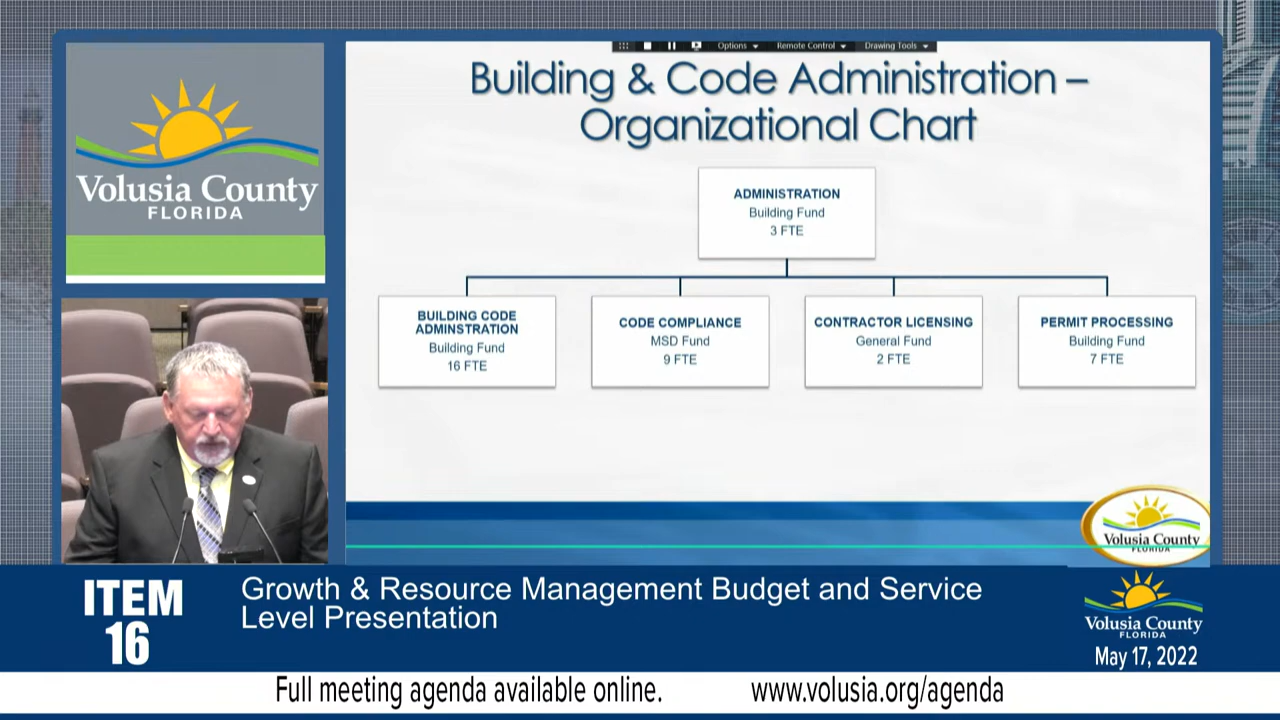 Options
Remote Control
Drawing Tools
Building & Code Administration –
Organizational Chart
Volusia County
FLORIDA
ADMINISTRATION
Building Fund
3 FTE
BUILDING CODE
ADMINSTRATION
Building Fund
16 FTE
CODE COMPLIANCE
MSD Fund
9 FTE
CONTRACTOR LICENSING
General Fund
2 FTE
PERMIT PROCESSING
Building Fund
7 FTE
Volusia County
FLORIDA
ITEM
16
Growth & Resource Management Budget and Service
Level Presentation
Volusia County
FLORIDA
May 17, 2022
Full meeting agenda available online.
www.volusia.org/agenda